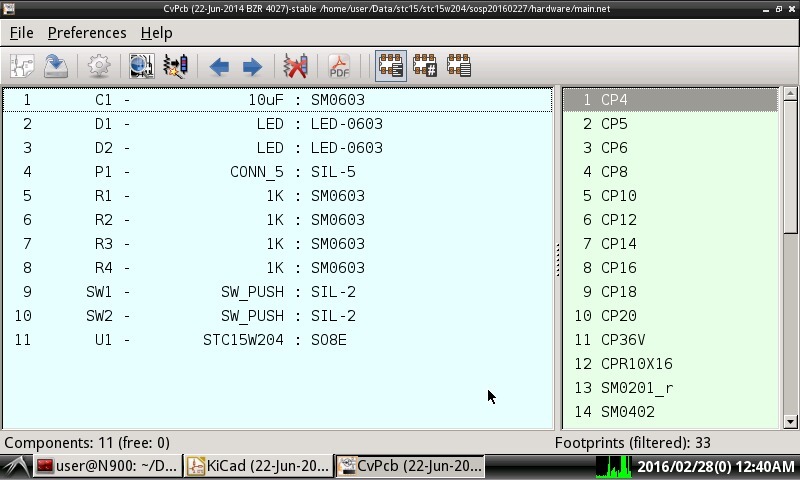 CvPcb (22-Jun-2014 BZR 4027)-stable /home/user/Data/stc15/stc15w204/sosp20160227/hardware/main.net
File Preferences Help
PDF
1 C1 - 10uF : SM0603
2 D1 - LED : LED-0603
3 D2 - LED : LED-0603
4 P1 - CONN_5 : SIL-5
5 R1 - 1K : SM0603
6 R2 - 1K : SM0603
7 R3 - 1K : SM0603
8 R4 - 1K : SM0603
9 SW1 - SW_PUSH : SIL-2
10 SW2 - SW_PUSH : SIL-2
11 U1 - STC15W204 : SO8E
1 CP4
2 CP5
3 CP6
4 CP8
5 CP10
6 CP12
7 CP14
8 CP16
9 CP18
10 CP20
11 CP36V
12 CPR10X16
13 SM0201_r
14 SM0402
Components: 11 (free: 0)
Footprints (filtered): 33
user@N900: ~/D...
KiCad (22-Jun-20...
CvPcb (22-Jun-20...
2016/02/28(0) 12:40AM